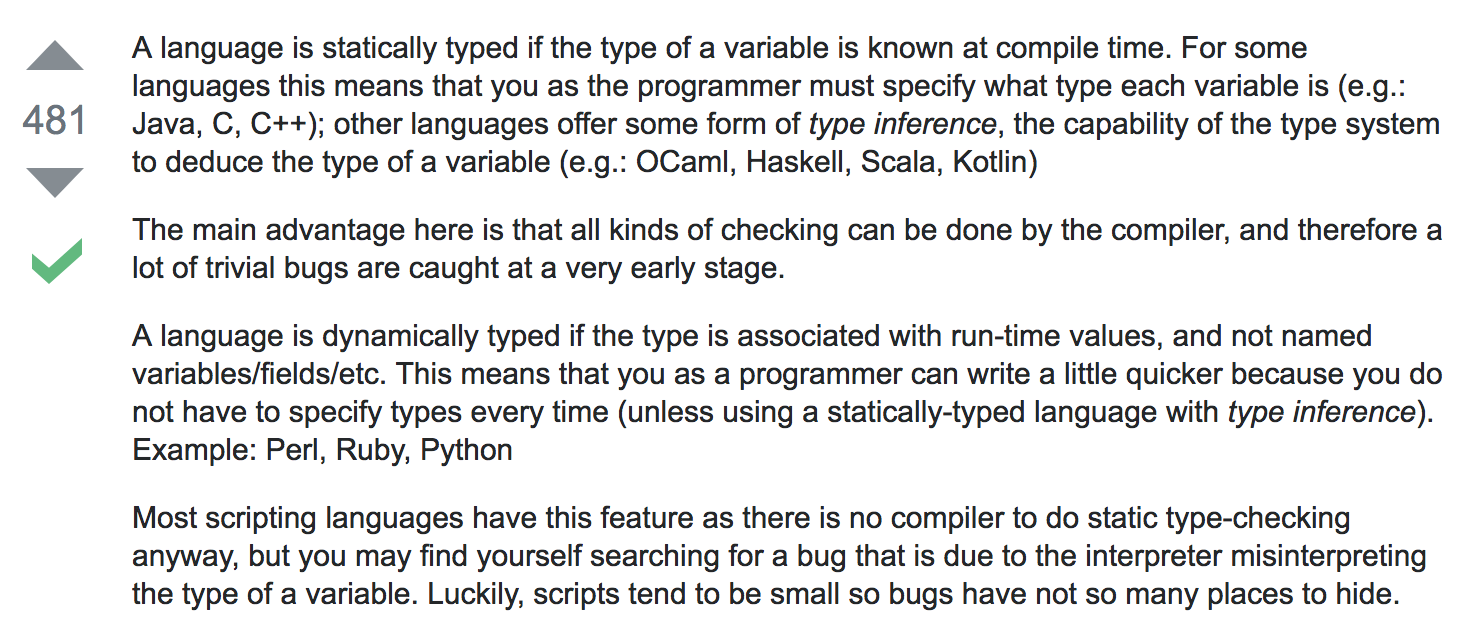 A language is statically typed if the type of a variable is known at compile time. For some
languages this means that you as the programmer must specify what type each variable is (e.g.:
Java, C, C++); other languages offer some form of type inference, the capability of the type system
to deduce the type of a variable (e.g.: OCaml, Haskell, Scala, Kotlin)
481
The main advantage here is that all kinds of checking can be done by the compiler, and therefore a
lot of trivial bugs are caught at a very early stage.
A language is dynamically typed if the type is associated with run-time values, and not named
variables/fields/etc. This means that you as a programmer can write a little quicker because you do
not have to specify types every time (unless using a statically-typed language with type inference).
Example: Perl, Ruby, Python
Most scripting languages have this feature as there is no compiler to do static type-checking
anyway, but you may find yourself searching for a bug that is due to the interpreter misinterpreting
the type of a variable. Luckily, scripts tend to be small so bugs have not so many places to hide.